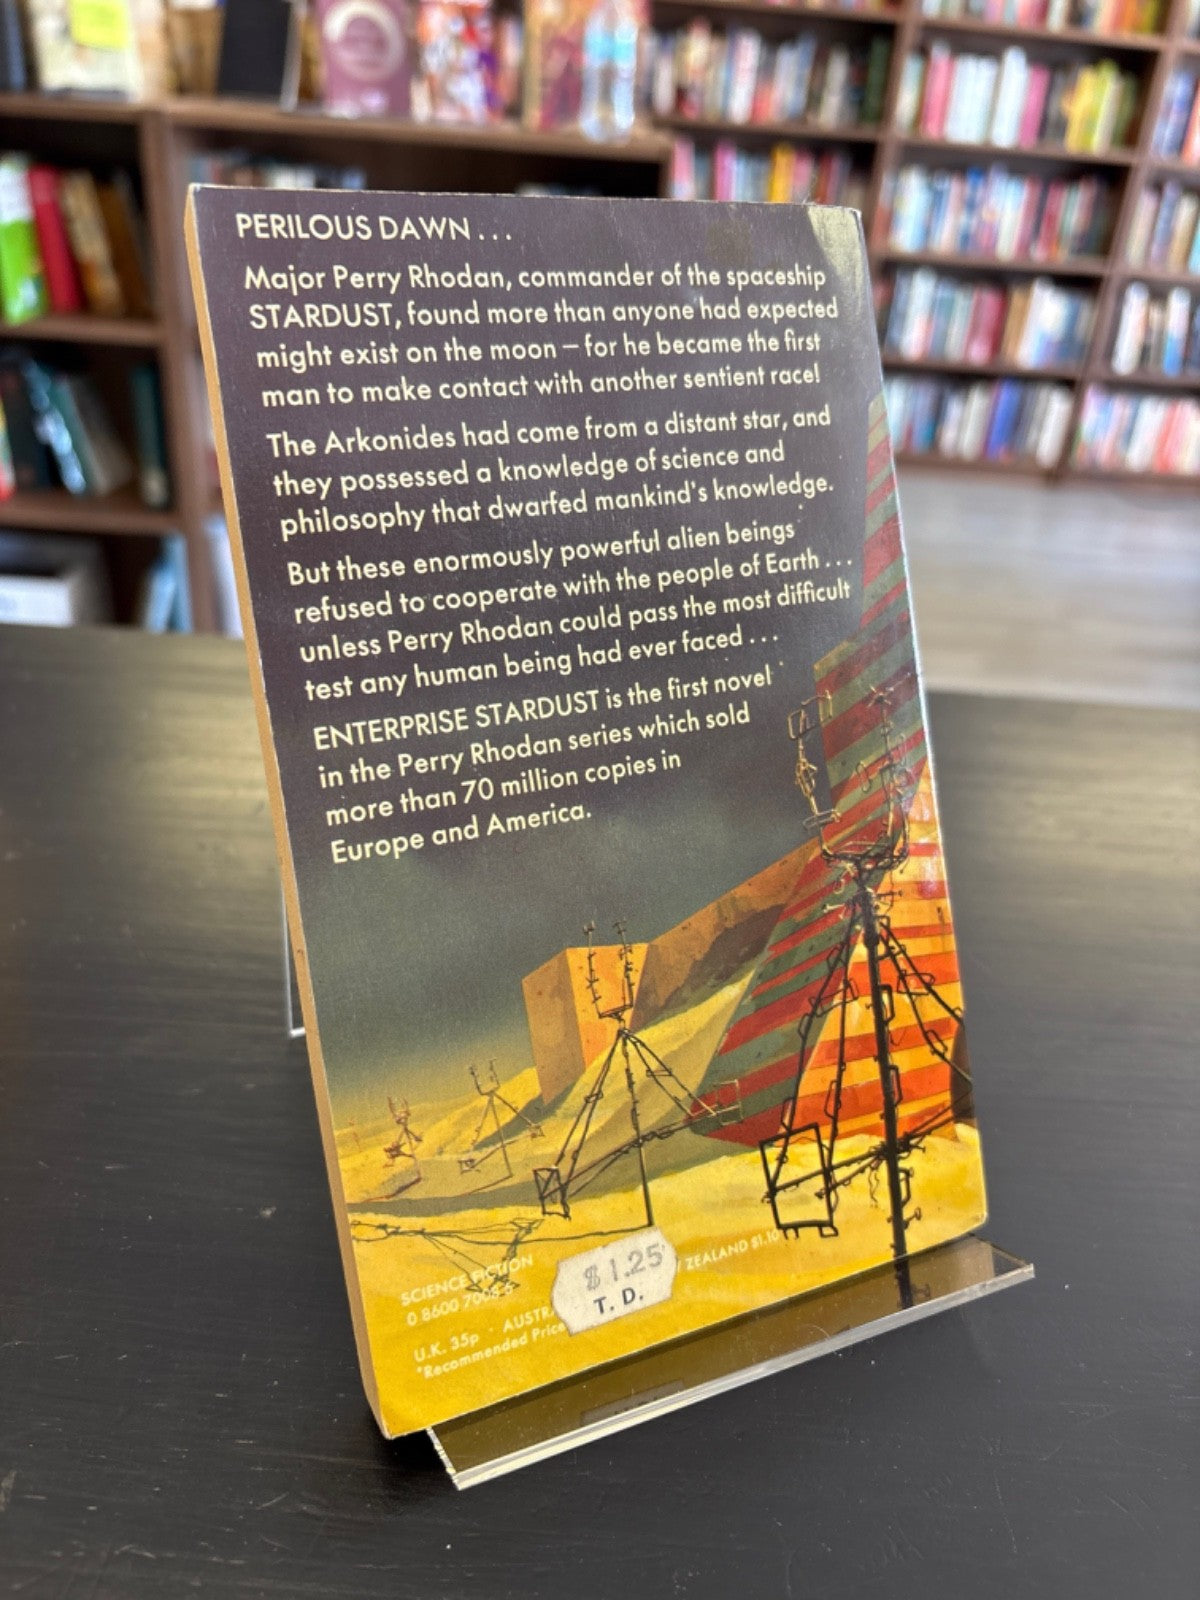 PERILOUS DAWN . . .
Major Perry Rhodan, commander of the spaceship
STARDUST, found more than anyone had expected
might exist on the moon – for he became the first
man to make contact with another sentient race!
The Arkonides had come from a distant star, and
they possessed a knowledge of science and
philosophy that dwarfed mankind's knowledge.
But these enormously powerful alien beings
refused to cooperate with the people of Earth . . .
unless Perry Rhodan could pass the most difficult
test any human being had ever faced . . .
ENTERPRISE STARDUST is the first novel
in the Perry Rhodan series which sold
more than 70 million copies in
Europe and America.
SCIENCE FICTION
0 8600
U.K. 35p · AUSTRA
ZEALAND $1.10
*Recommended Price
$1.25
T. D.